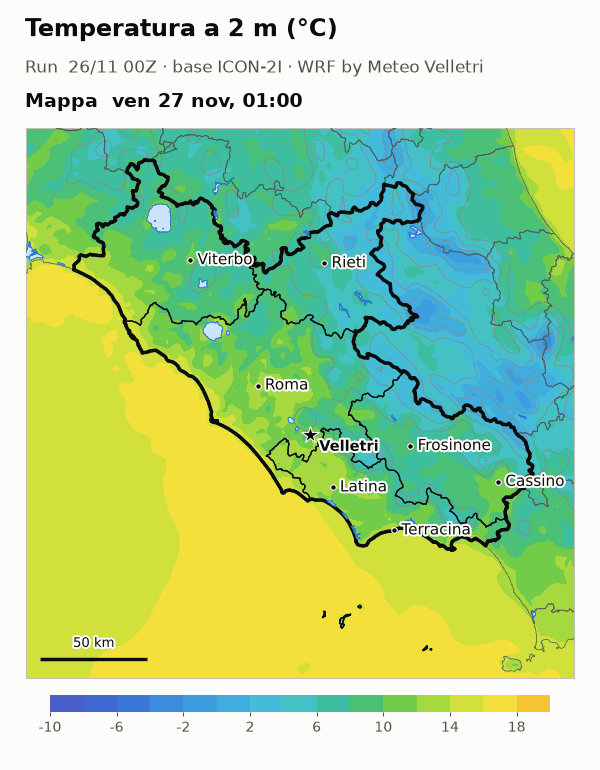 Temperatura a 2 m (°C)
Run  26/11 00Z · base ICON-2I · WRF by Meteo Velletri
Mappa  ven 27 nov, 01:00
Viterbo
Rieti
Roma
Velletri
Frosinone
Cassino
Latina
Terracina
50 km
-10 -6 -2 2 6 10 14 18